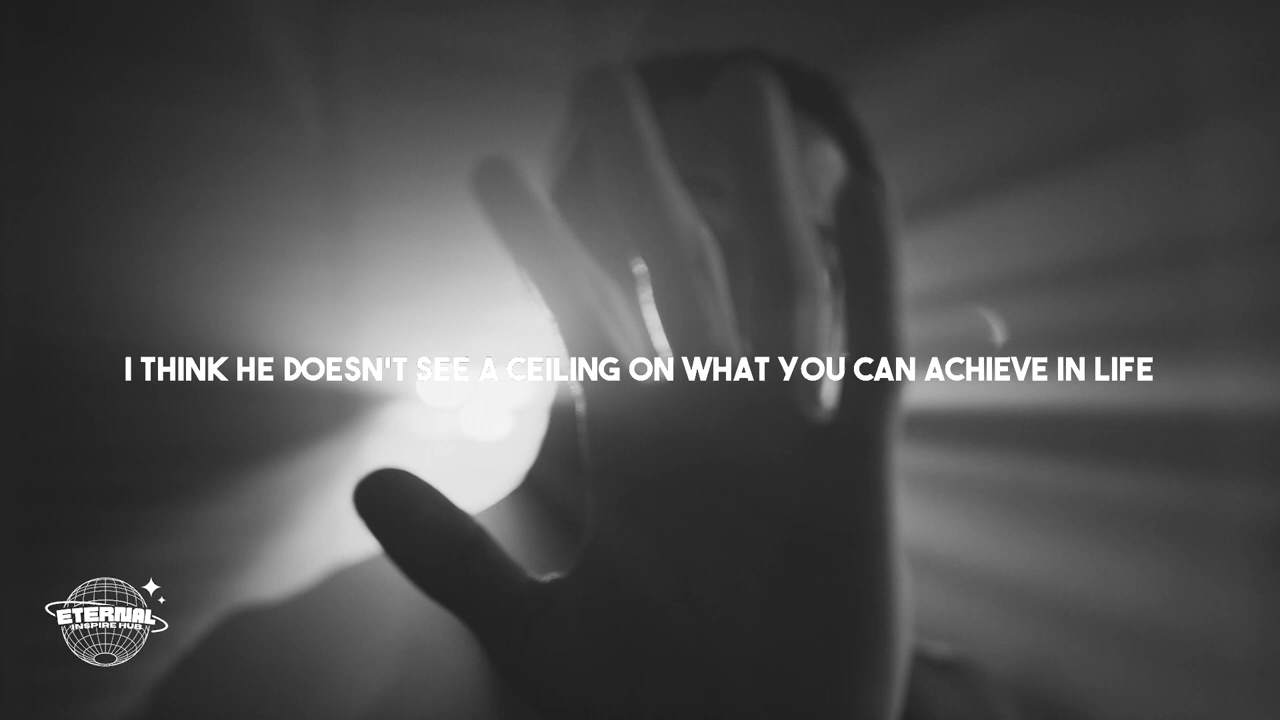 I THINK HE DOESN'T SEE A CEILING ON WHAT YOU CAN ACHIEVE IN LIFE
ETERNAL
INSPIRE HUB